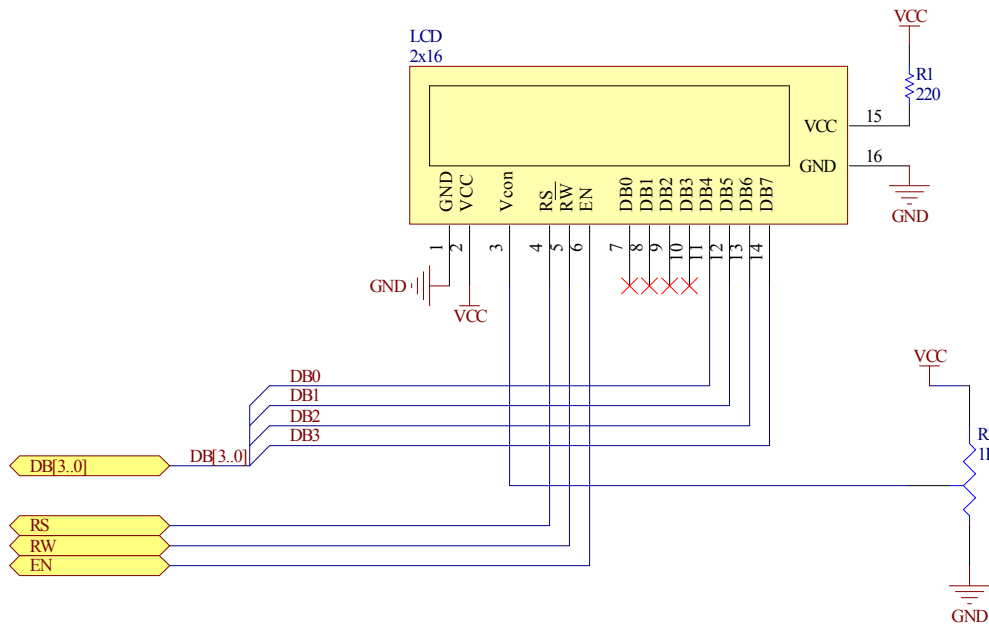 LCD
2x16
VCC
R1
220
VCC
15
GND
16
GND
GND
VCC
Vcon
RS
RW
EN
DB0
DB1
DB2
DB3
DB4
DB5
DB6
DB7
1
2
3
4
5
6
7
8
9
10
11
12
13
14
GND
VCC
VCC
DB0
DB1
DB2
DB3
DB[3..0]
DB[3..0]
RS
RW
EN
GND